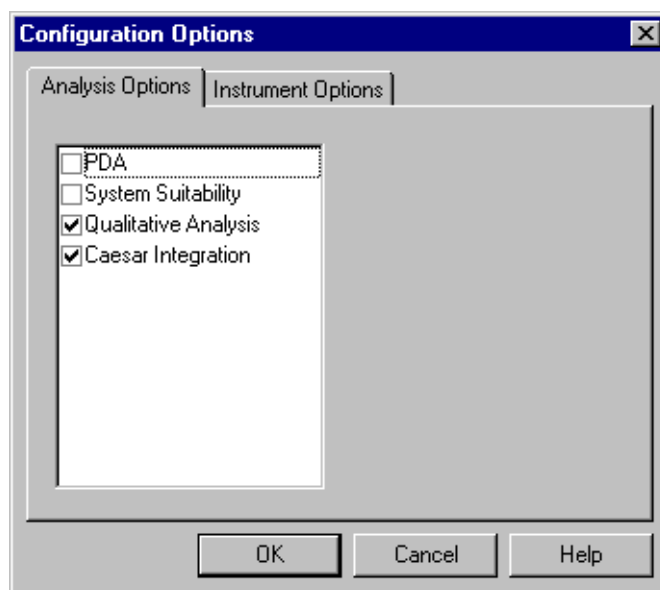 Configuration Options
Analysis Options
Instrument Options
PDA
System Suitability
Qualitative Analysis
Caesar Integration
OK
Cancel
Help